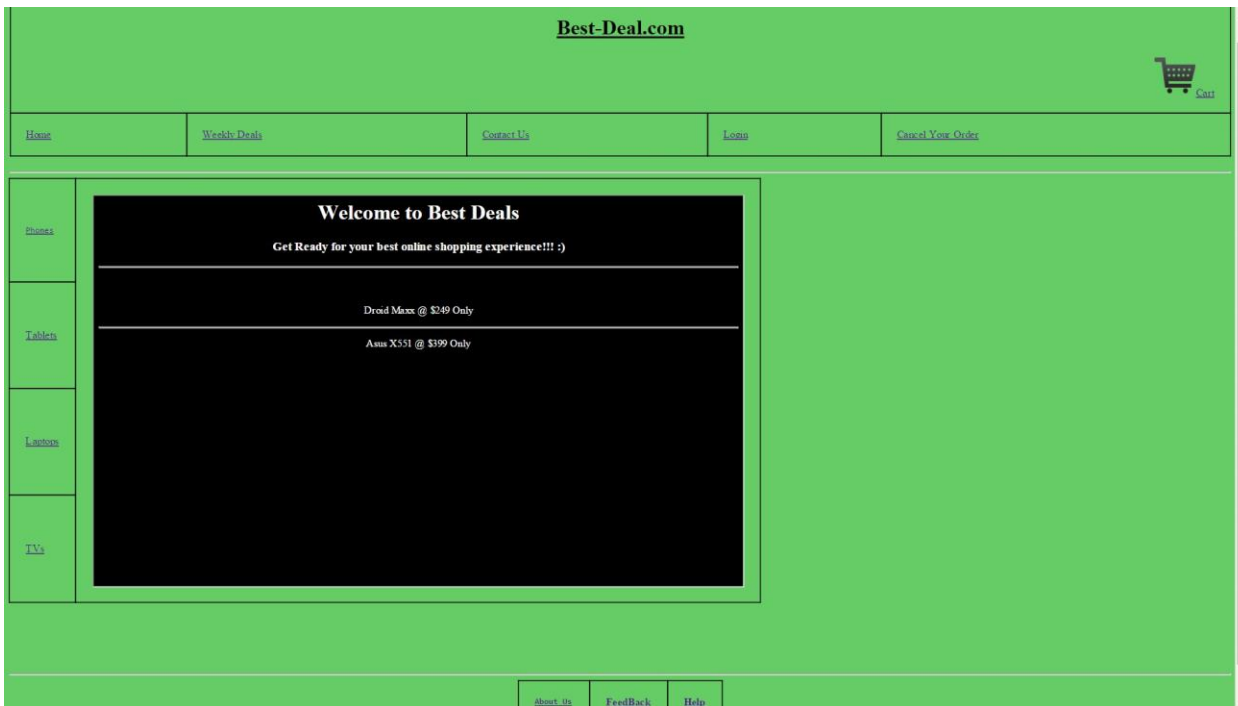 Best-Deal.com
Cart
Home Weekly Deals Contact Us Login Cancel Your Order
Phones
Welcome to Best Deals
Get Ready for your best online shopping experience!!! :)
Droid Maxx @ $249 Only
Tablets
Asus X551 @ $399 Only
Laptops
TVs
About Us FeedBack Help